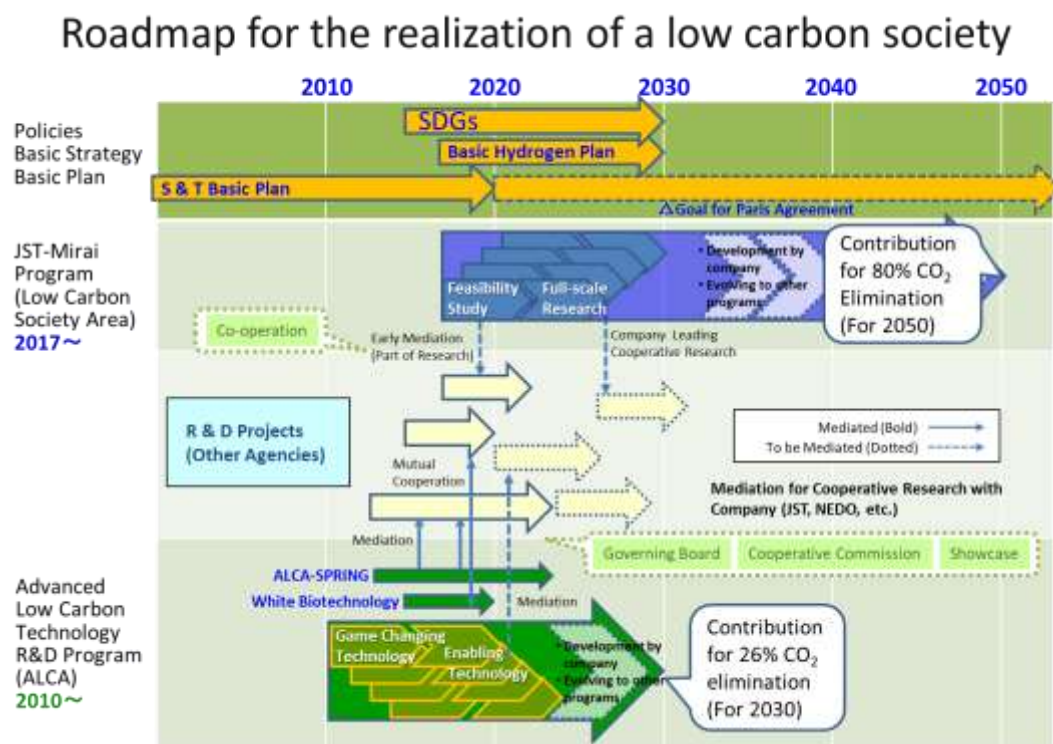 Roadmap for the realization of a low carbon society
2010 2020 2030 2040 2050
Policies
Basic Strategy
Basic Plan
SDGs
Basic Hydrogen Plan
S & T Basic Plan
△Goal for Paris Agreement
JST-Mirai
Program
(Low Carbon
Society Area)
2017～
Feasibility
Study
Full-scale
Research
• Development by
company
• Evolving to other
programs
Contribution
for 80% CO2
Elimination
(For 2050)
Co-operation
Early Mediation
(Part of Research)
Company Leading
Cooperative Research
R & D Projects
(Other Agencies)
Mediated (Bold)
To be Mediated (Dotted)
Mutual
Cooperation
Mediation for Cooperative Research with
Company (JST, NEDO, etc.)
Mediation
Governing Board
Cooperative Commission
Showcase
Advanced
Low Carbon
Technology
R&D Program
(ALCA)
2010～
ALCA-SPRING
White Biotechnology
Mediation
Game Changing
Technology
Enabling
Technology
• Development by
company
• Evolving to other
programs
Contribution
for 26% CO2
elimination
(For 2030)